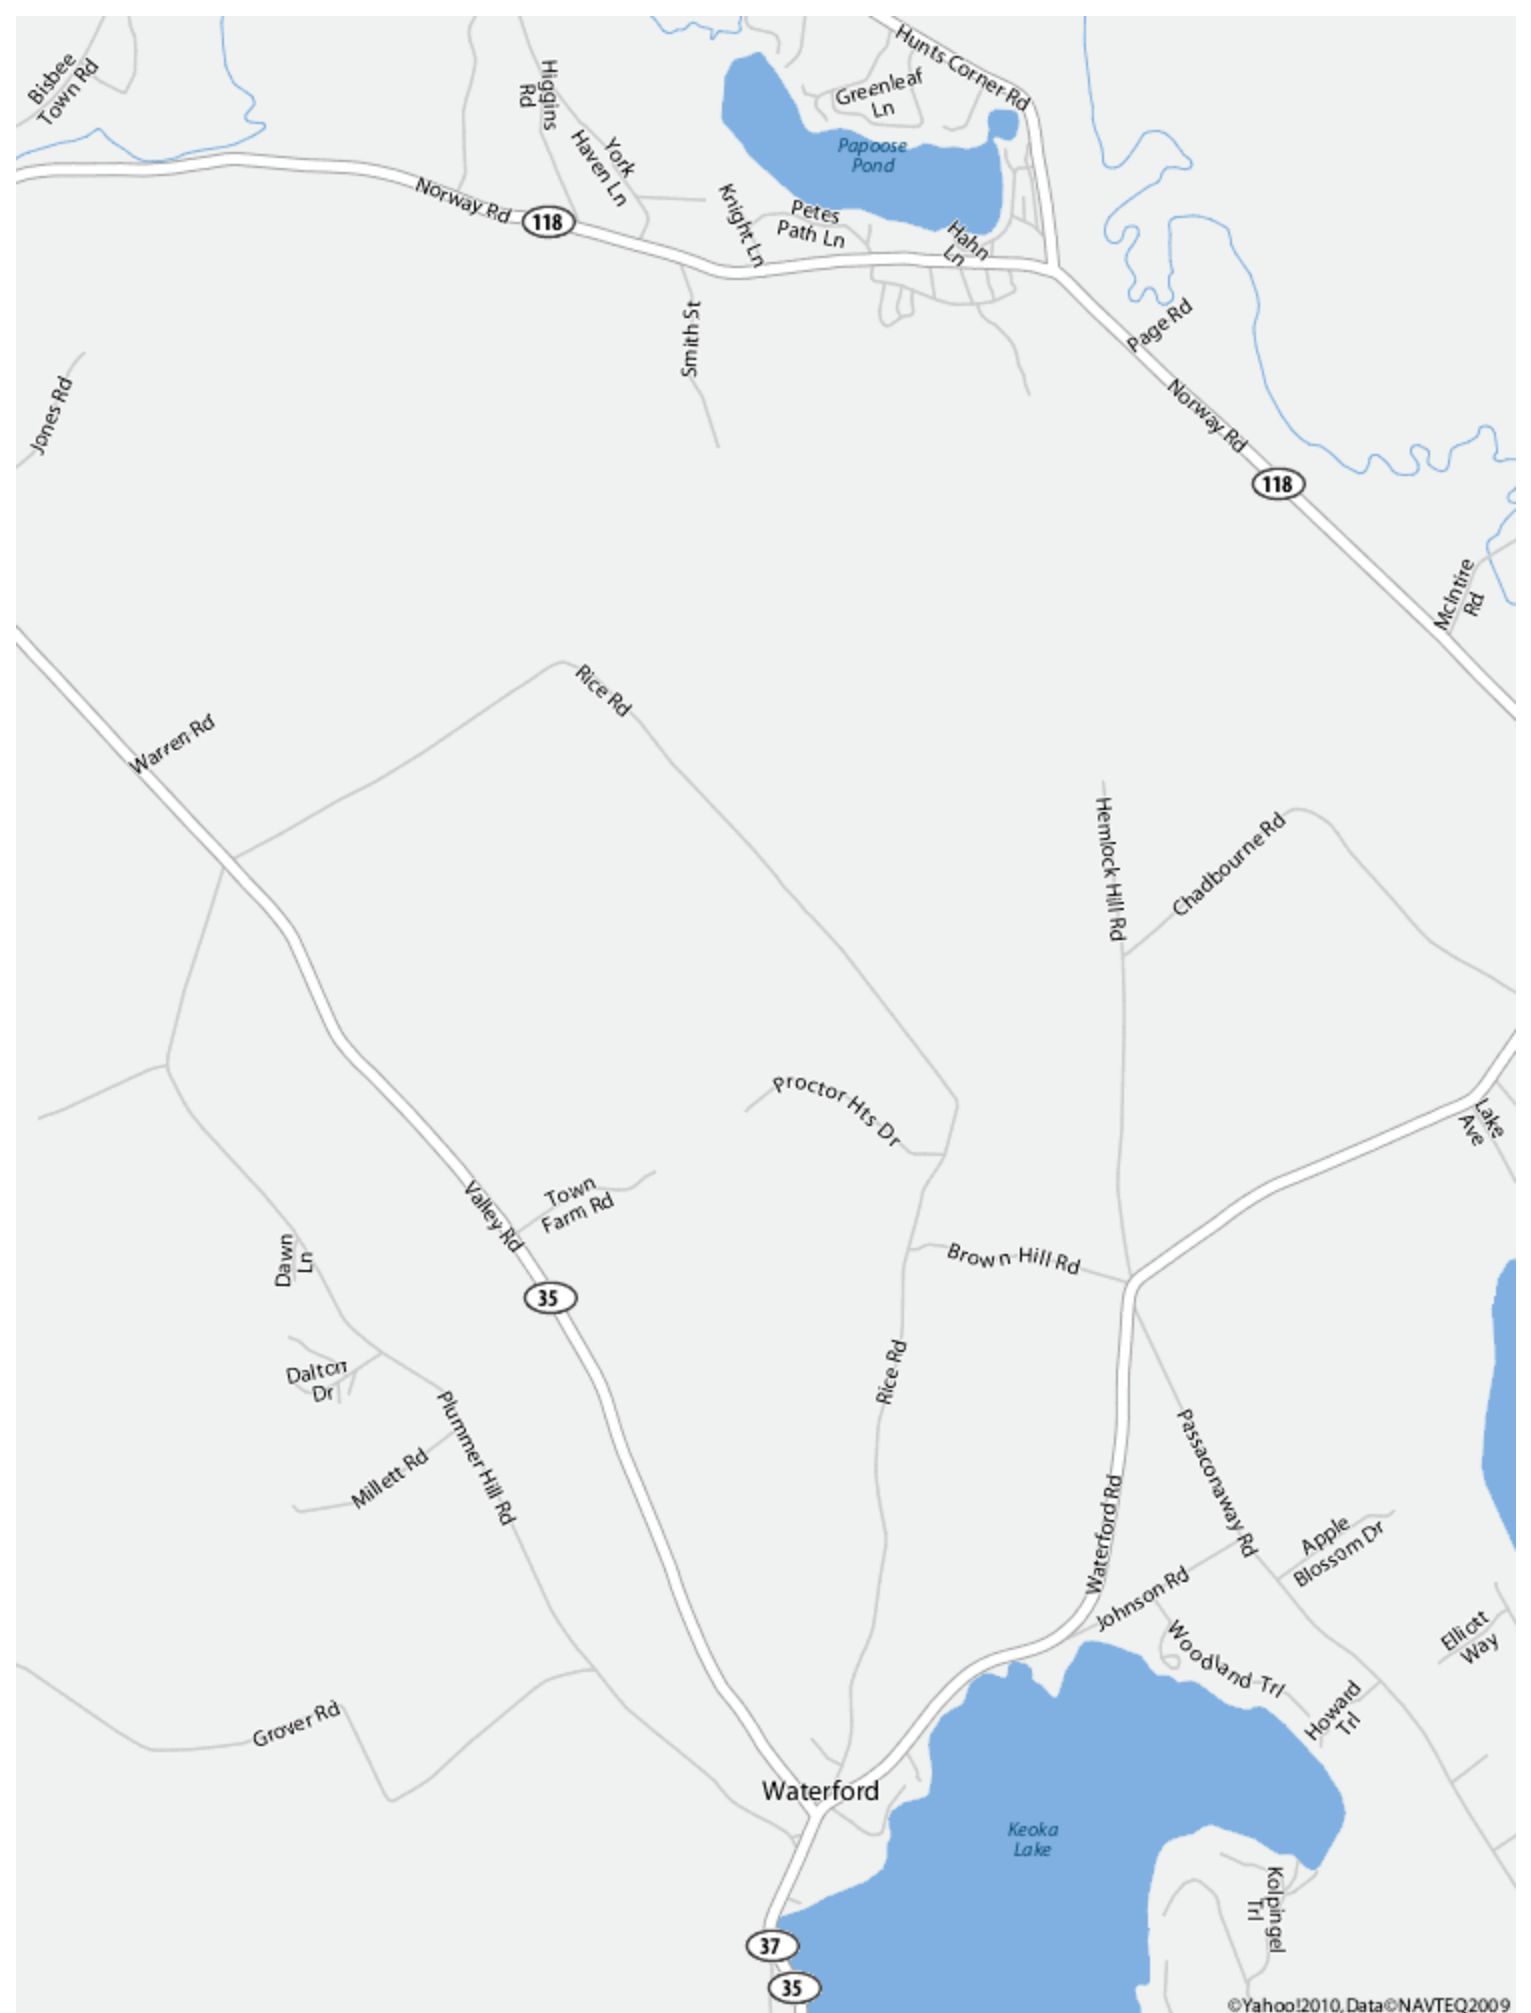 Hunts Corner Rd
Bisbee
Town Rd
Higgins
Rd
Greenleaf
Ln
York
Haven Ln
Papoose
Pond
Norway Rd
118
Knight Ln
Petes
Path Ln
Hahn
Ln
Smith St
Page Rd
Jones Rd
Norway Rd
118
McIntire
Rd
Rice Rd
Warren Rd
Hemlock Hill Rd
Chadbourne Rd
Proctor Hts Dr
Lake
Ave
Valley Rd
Town
Farm Rd
Dawn
Ln
Brown Hill Rd
35
Rice Rd
Dalton
Dr
Plummer Hill Rd
Millett Rd
Passaconaway Rd
Waterford Rd
Apple
Blossom Dr
Johnson Rd
Elliott
Way
Woodland Trl
Howard
Trl
Grover Rd
Waterford
Keoka
Lake
Kolpingel
Trl
37
35
©Yahoo!2010, Data©NAVTEQ2009